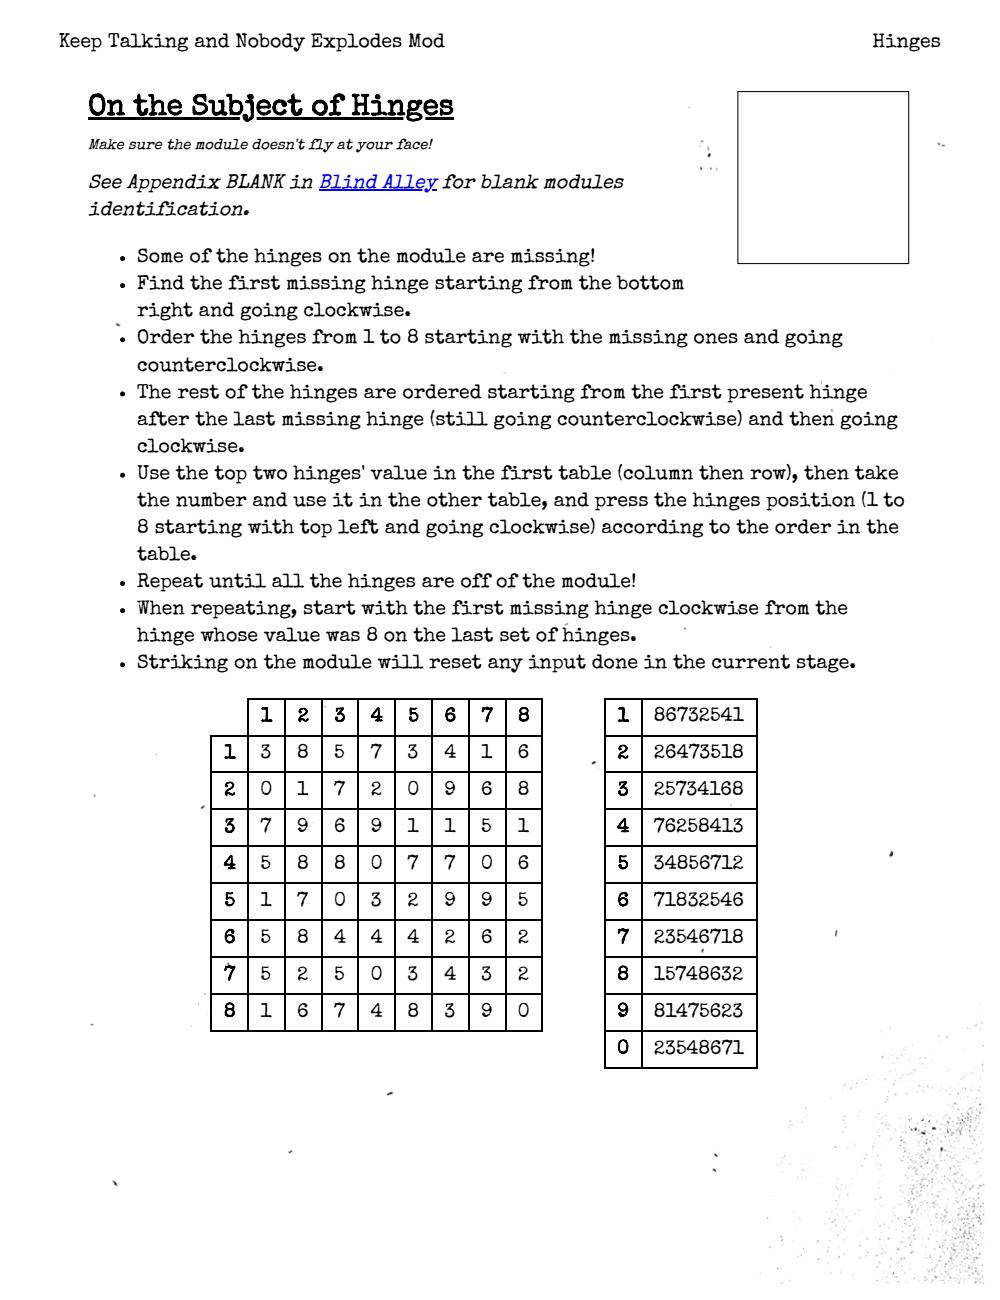 Keep Talking and Nobody Explodes Mod
Hinges
On the Subject of Hinges
Make sure the module doesn't fly at your face!
See Appendix BLANK in Blind Alley for blank modules
identification.
• Some of the hinges on the module are missing!
• Find the first missing hinge starting from the bottom
right and going clockwise.
• Order the hinges from 1 to 8 starting with the missing ones and going
counterclockwise.
• The rest of the hinges are ordered starting from the first present hinge
after the last missing hinge (still going counterclockwise) and then going
clockwise.
• Use the top two hinges' value in the first table (column then row), then take
the number and use it in the other table, and press the hinges position (1 to
8 starting with top left and going clockwise) according to the order in the
table.
• Repeat until all the hinges are off of the module!
• When repeating, start with the first missing hinge clockwise from the
hinge whose value was 8 on the last set of hinges.
• Striking on the module will reset any input done in the current stage.
1 2 3 4 5 6 7 8
1 3 8 5 7 3 4 1 6
2 0 1 7 2 0 9 6 8
3 7 9 6 9 1 1 5 1
4 5 8 8 0 7 7 0 6
5 1 7 0 3 2 9 9 5
6 5 8 4 4 4 2 6 2
7 5 2 5 0 3 4 3 2
8 1 6 7 4 8 3 9 0
1 86732541
2 26473518
3 25734168
4 76258413
5 34856712
6 71832546
7 23546718
8 15748632
9 81475623
0 23548671